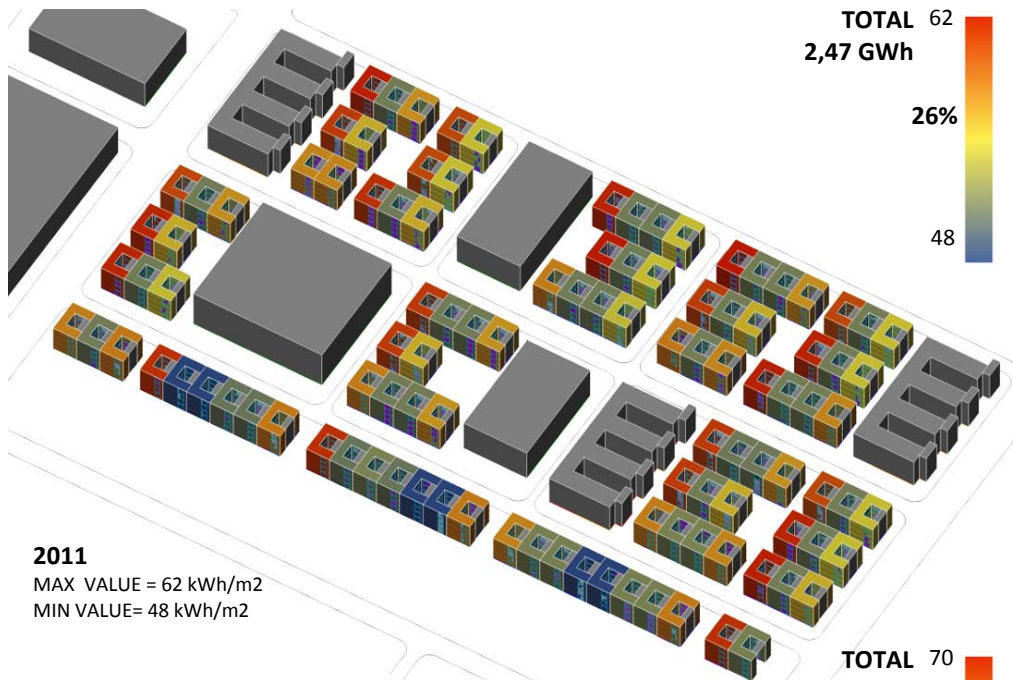 TOTAL 62
2,47 GWh
26%
48
2011
MAX VALUE = 62 kWh/m2
MIN VALUE= 48 kWh/m2
TOTAL 70